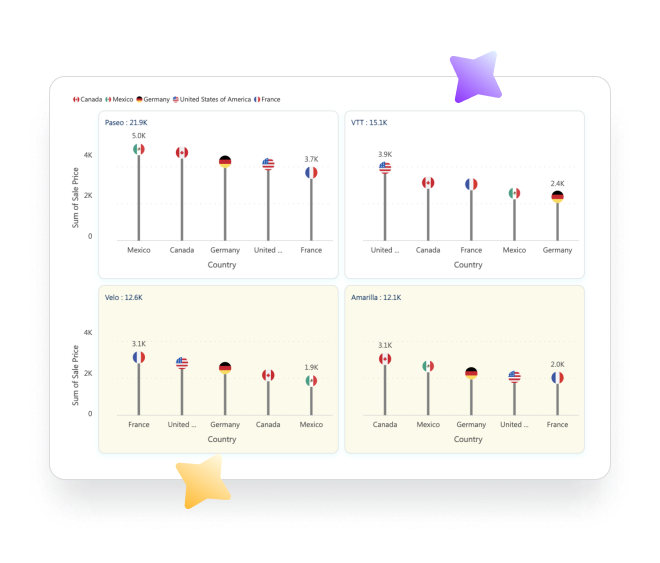 Canada Mexico Germany United States of America France
Paseo : 21.9K
5.0K
3.7K
4K
2K
0
Sum of Sale Price
Mexico Canada Germany United ... France
Country
VTT : 15.1K
3.9K
2.4K
United ... Canada France Mexico Germany
Country
Velo : 12.6K
3.1K
1.9K
4K
2K
0
Sum of Sale Price
France United ... Germany Canada Mexico
Country
Amarilla : 12.1K
3.1K
2.0K
Canada Mexico Germany United ... France
Country